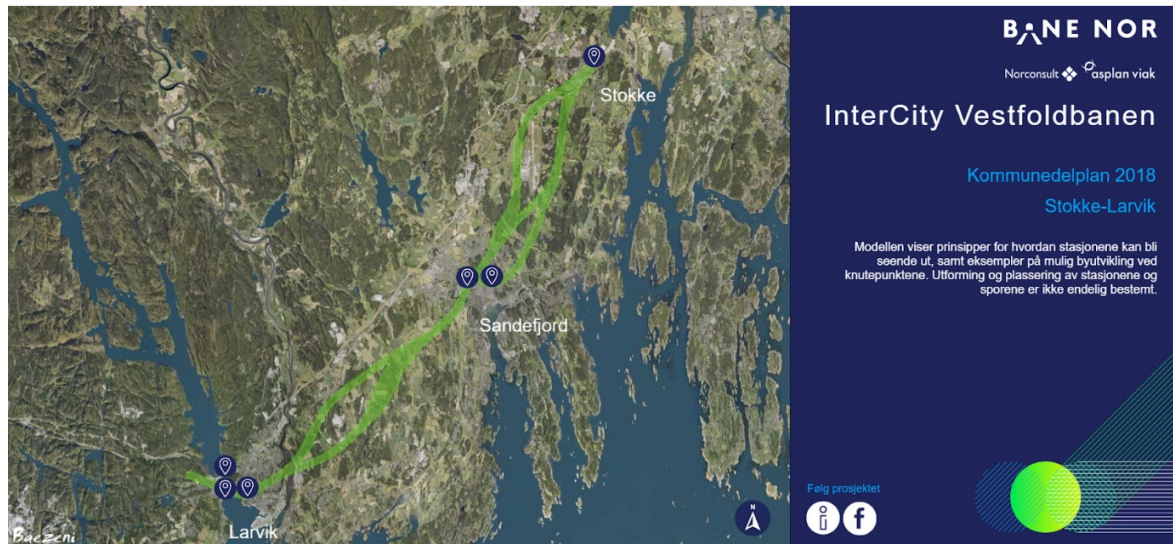 BANE NOR
Norconsult asplan viak
InterCity Vestfoldbanen
Kommunedelplan 2018
Stokke-Larvik
Modellen viser prinsipper for hvordan stasjonene kan bli
seende ut, samt eksempler på mulig byutvikling ved
knutepunktene. Utforming og plassering av stasjonene og
sporene er ikke endelig bestemt.
Følg prosjektet
f
Stokke
Sandefjord
Larvik
N
Baezeni